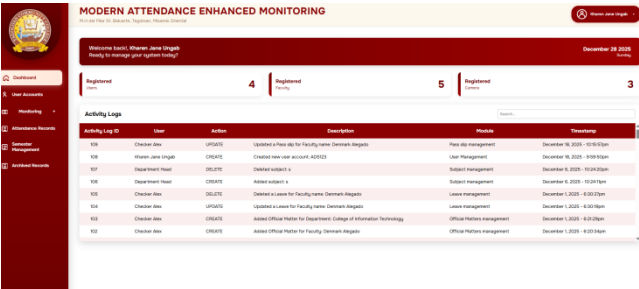 MODERN ATTENDANCE ENHANCED MONITORING
Kharen Jane Ungab
Welcome back!, Kharen Jane Ungab
Ready to manage your system today?
December 28 2025
Sunday
Dashboard
User Accounts
Monitoring
Attendance Records
Semester Management
Archived Records
Registered
Users
4
Registered
Faculty
5
Registered
Camera
3
Activity Logs
Search...
Activity Log ID User Action Description Module Timestamp
109 Checker Alex UPDATE Updated a Pass slip for Faculty name: Denmark Alegado Pass slip management December 18, 2025 - 10:15:57pm
108 Kharen Jane Ungab CREATE Created new user account: ADS123 User Management December 18, 2025 - 9:59:50pm
107 Department Head DELETE Deleted subject: s Subject management December 6, 2025 - 10:24:20pm
106 Department Head CREATE Added subject: s Subject management December 6, 2025 - 10:24:11pm
105 Checker Alex DELETE Deleted a Leave for Faculty name: Denmark Alegado Leave management December 1, 2025 - 6:00:27pm
104 Checker Alex UPDATE Updated a Leave for Faculty name: Denmark Alegado Leave management December 1, 2025 - 6:00:19pm
103 Checker Alex CREATE Added Official Matter for Department: College of Information Technology Official Matters management December 1, 2025 - 6:21:29pm
102 Checker Alex CREATE Added Official Matter for Faculty: Denmark Alegado Official Matters management December 1, 2025 - 6:20:34pm